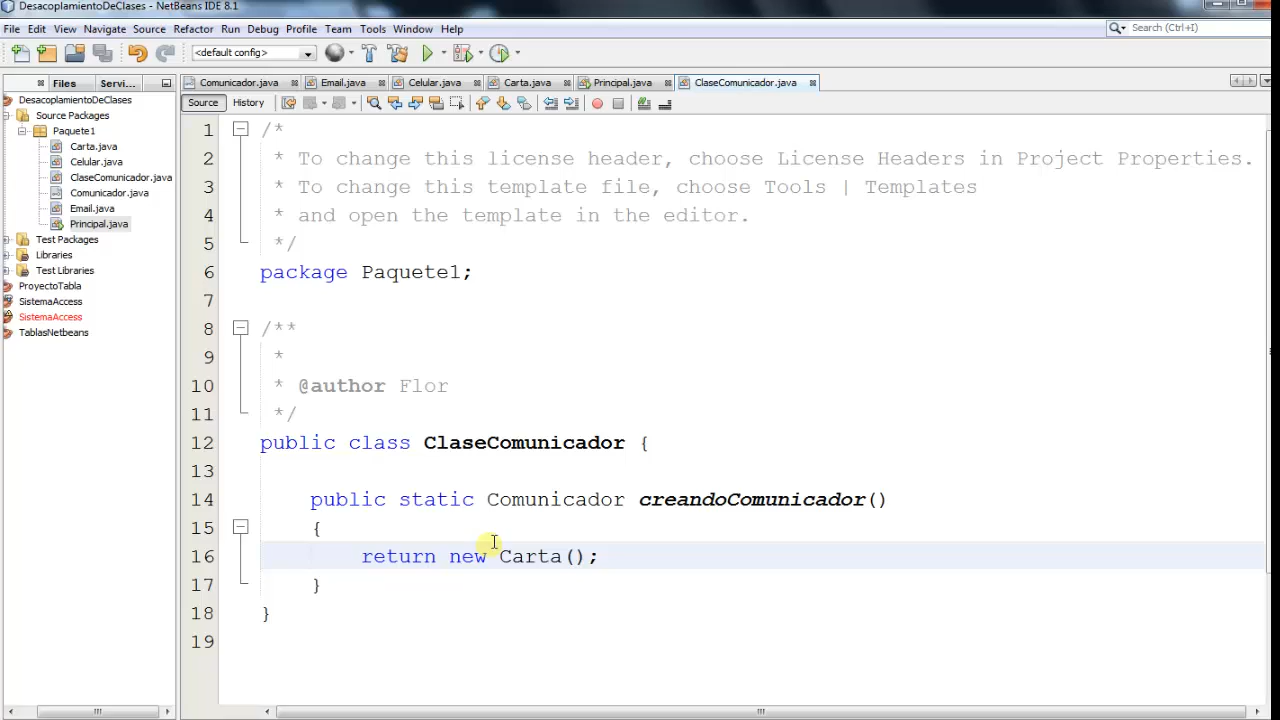 DesacoplamientoDeClases - NetBeans IDE 8.1
File Edit View Navigate Source Refactor Run Debug Profile Team Tools Window Help
Search (Ctrl+I)
<default config>
Files Servi...
Comunicador.java Email.java Celular.java Carta.java Principal.java ClaseComunicador.java
Source History
DesacoplamientoDeClases
Source Packages
Paquete1
Carta.java
Celular.java
ClaseComunicador.java
Comunicador.java
Email.java
Principal.java
Test Packages
Libraries
Test Libraries
ProyectoTabla
SistemaAccess
SistemaAccess
TablasNetbeans
1 /*
2 * To change this license header, choose License Headers in Project Properties.
3 * To change this template file, choose Tools | Templates
4 * and open the template in the editor.
5 */
6 package Paquete1;
7
8 /**
9 *
10 * @author Flor
11 */
12 public class ClaseComunicador {
13
14 public static Comunicador creandoComunicador()
15 {
16 return new Carta();
17 }
18 }
19